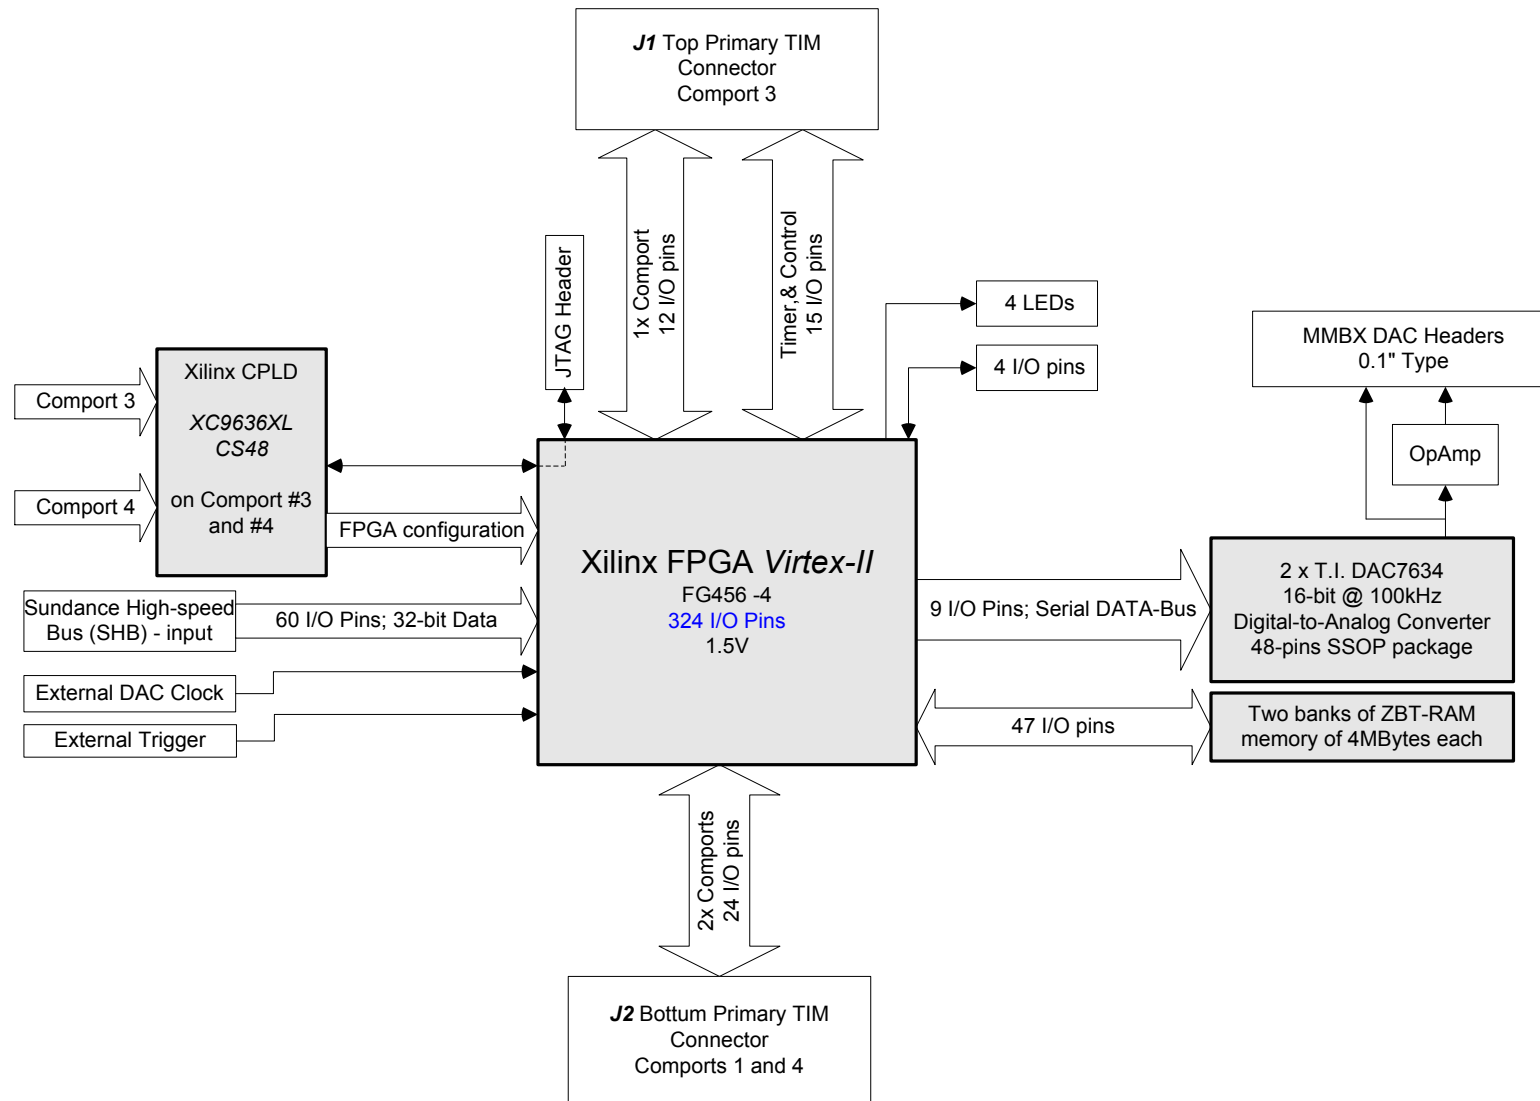 J1 Top Primary TIM
Connector
Comport 3
1x Comport
12 I/O pins
Timer,& Control
15 I/O pins
JTAG Header
4 LEDs
4 I/O pins
MMBX DAC Headers
0.1" Type
OpAmp
Comport 3
Comport 4
Xilinx CPLD
XC9636XL
CS48
on Comport #3
and #4
FPGA configuration
Sundance High-speed
Bus (SHB) - input
60 I/O Pins; 32-bit Data
External DAC Clock
External Trigger
Xilinx FPGA Virtex-II
FG456 -4
324 I/O Pins
1.5V
9 I/O Pins; Serial DATA-Bus
2 x T.I. DAC7634
16-bit @ 100kHz
Digital-to-Analog Converter
48-pins SSOP package
47 I/O pins
Two banks of ZBT-RAM
memory of 4MBytes each
2x Comports
24 I/O pins
J2 Bottum Primary TIM
Connector
Comports 1 and 4